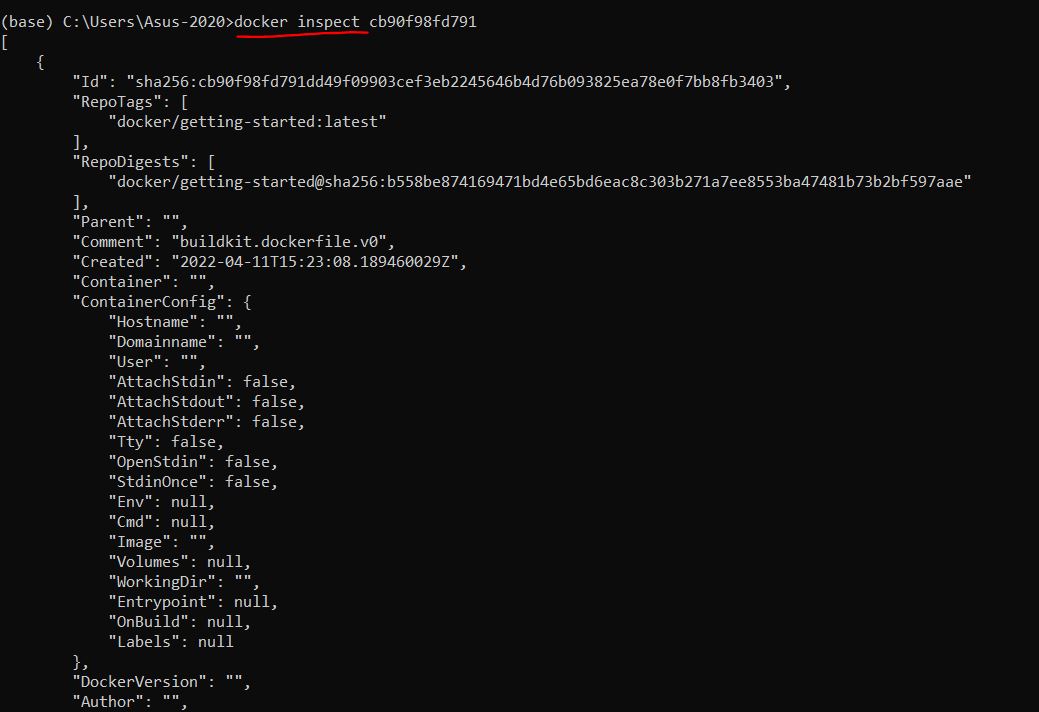 (base) C:\Users\Asus-2020>docker inspect cb90f98fd791
[
    {
        "Id": "sha256:cb90f98fd791dd49f09903cef3eb2245646b4d76b093825ea78e0f7bb8fb3403",
        "RepoTags": [
            "docker/getting-started:latest"
        ],
        "RepoDigests": [
            "docker/getting-started@sha256:b558be874169471bd4e65bd6eac8c303b271a7ee8553ba47481b73b2bf597aae"
        ],
        "Parent": "",
        "Comment": "buildkit.dockerfile.v0",
        "Created": "2022-04-11T15:23:08.189460029Z",
        "Container": "",
        "ContainerConfig": {
            "Hostname": "",
            "Domainname": "",
            "User": "",
            "AttachStdin": false,
            "AttachStdout": false,
            "AttachStderr": false,
            "Tty": false,
            "OpenStdin": false,
            "StdinOnce": false,
            "Env": null,
            "Cmd": null,
            "Image": "",
            "Volumes": null,
            "WorkingDir": "",
            "Entrypoint": null,
            "OnBuild": null,
            "Labels": null
        },
        "DockerVersion": "",
        "Author": "",